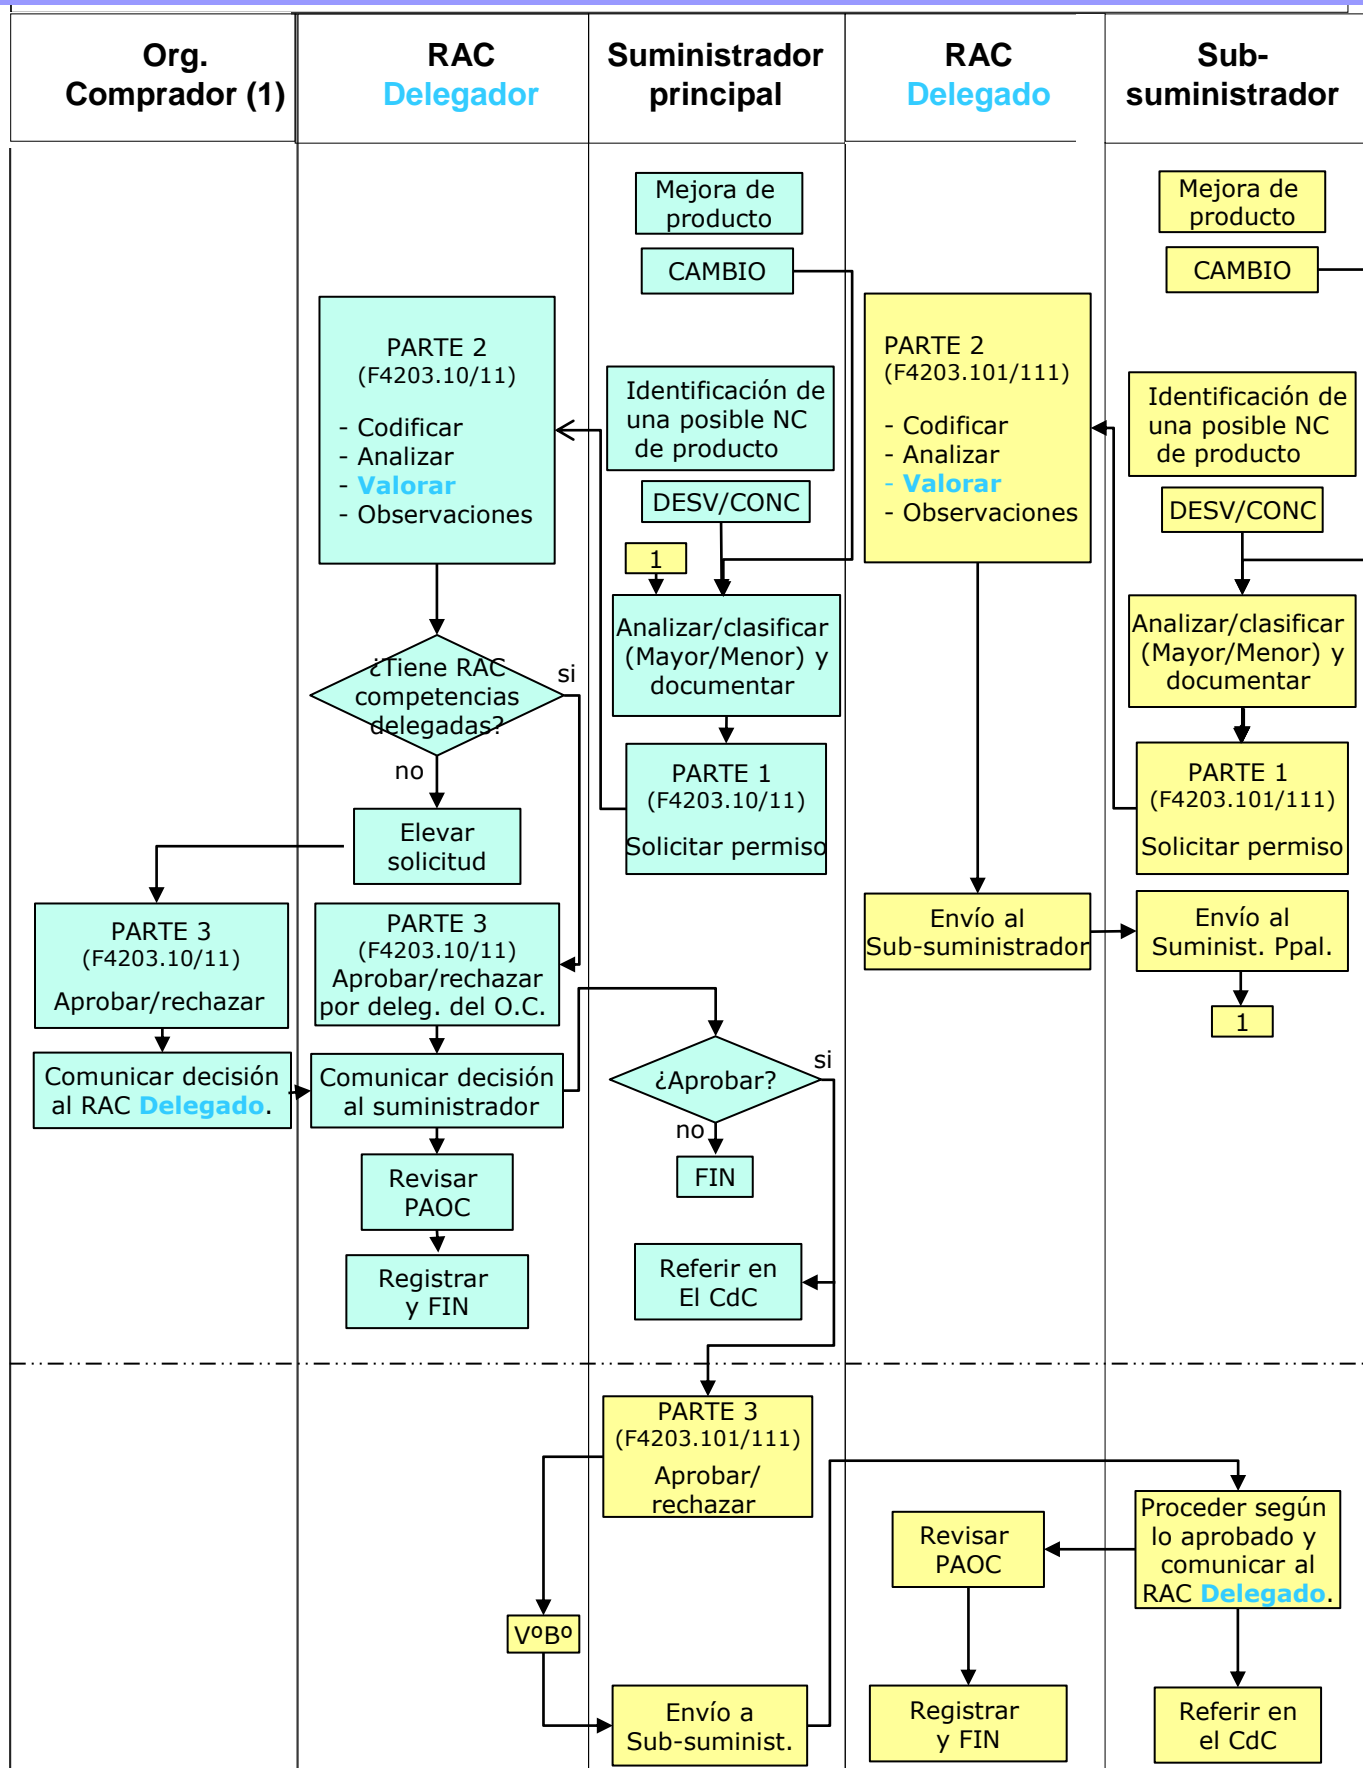 Org.
Comprador (1)
RAC
Delegador
Suministrador
principal
RAC
Delegado
Sub-
suministrador
Mejora de
producto
CAMBIO
Mejora de
producto
CAMBIO
PARTE 2
(F4203.10/11)
- Codificar
- Analizar
- Valorar
- Observaciones
Identificación de
una posible NC
de producto
DESV/CONC
1
Analizar/clasificar
(Mayor/Menor) y
documentar
PARTE 1
(F4203.10/11)
Solicitar permiso
PARTE 2
(F4203.101/111)
- Codificar
- Analizar
- Valorar
- Observaciones
Identificación de
una posible NC
de producto
DESV/CONC
Analizar/clasificar
(Mayor/Menor) y
documentar
PARTE 1
(F4203.101/111)
Solicitar permiso
¿Tiene RAC
competencias
delegadas?
si
no
Elevar
solicitud
PARTE 3
(F4203.10/11)
Aprobar/rechazar
Comunicar decisión
al RAC Delegado.
PARTE 3
(F4203.10/11)
Aprobar/rechazar
por deleg. del O.C.
Comunicar decisión
al suministrador
Revisar
PAOC
Registrar
y FIN
¿Aprobar?
si
no
FIN
Referir en
El CdC
Envío al
Sub-suministrador
Envío al
Suminist. Ppal.
1
PARTE 3
(F4203.101/111)
Aprobar/
rechazar
VºBº
Envío a
Sub-suminist.
Revisar
PAOC
Registrar
y FIN
Proceder según
lo aprobado y
comunicar al
RAC Delegado.
Referir en
el CdC